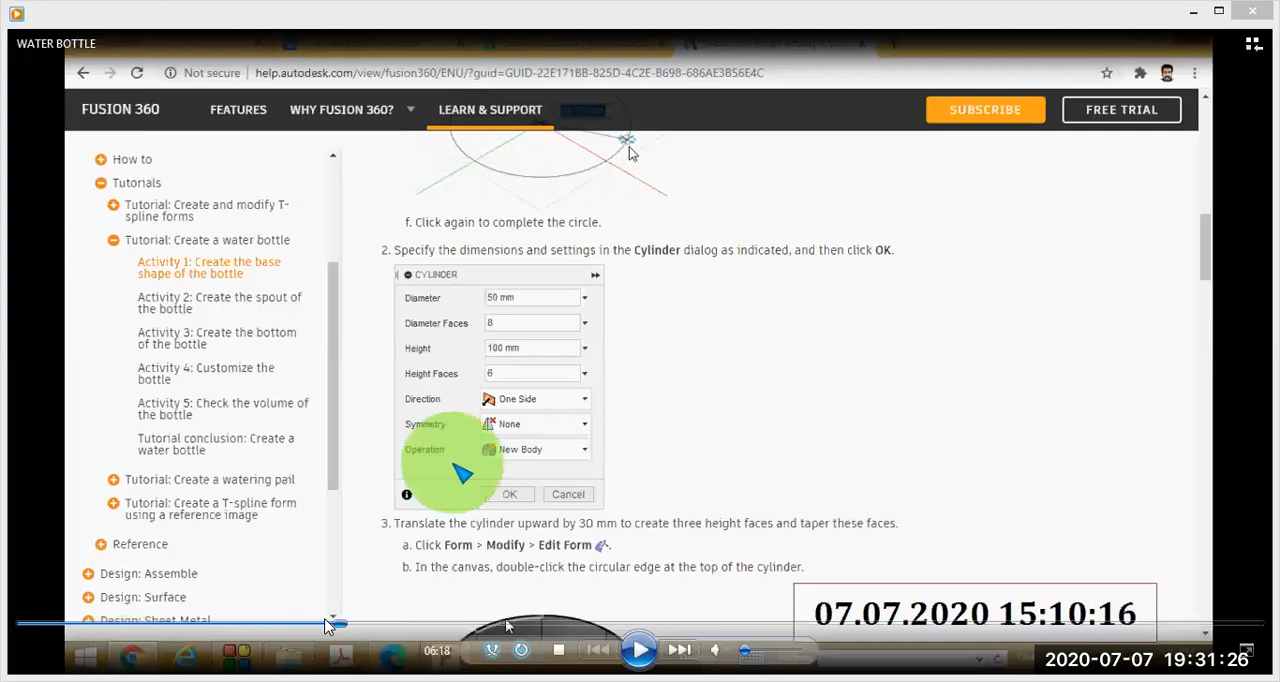 WATER BOTTLE
Not secure
help.autodesk.com/view/fusion360/ENU/?guid=GUID-22E171BB-825D-4C2E-B698-686AE3B56E4C
FUSION 360
FEATURES
WHY FUSION 360?
LEARN & SUPPORT
SUBSCRIBE
FREE TRIAL
How to
Tutorials
Tutorial: Create and modify T-
spline forms
Tutorial: Create a water bottle
Activity 1: Create the base
shape of the bottle
Activity 2: Create the spout of
the bottle
Activity 3: Create the bottom
of the bottle
Activity 4: Customize the
bottle
Activity 5: Check the volume of
the bottle
Tutorial conclusion: Create a
water bottle
Tutorial: Create a watering pail
Tutorial: Create a T-spline form
using a reference image
Reference
Design: Assemble
Design: Surface
Design: Sheet Metal
f. Click again to complete the circle.
2. Specify the dimensions and settings in the Cylinder dialog as indicated, and then click OK.
CYLINDER
Diameter 50 mm
Diameter Faces 8
Height 100 mm
Height Faces 6
Direction One Side
Symmetry None
Operation New Body
OK Cancel
3. Translate the cylinder upward by 30 mm to create three height faces and taper these faces.
a. Click Form > Modify > Edit Form .
b. In the canvas, double-click the circular edge at the top of the cylinder.
07.07.2020 15:10:16
06:18
2020-07-07 19:31:26